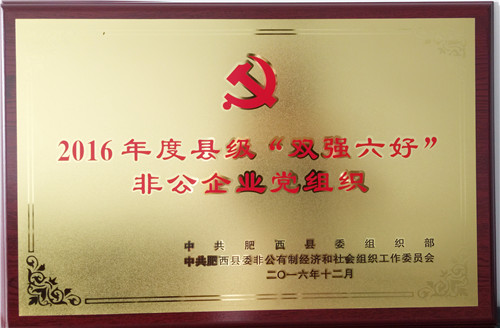 2016年度县级“双强六好”
非公企业党组织
中共肥西县委组织部
中共肥西县委非公有制经济和社会组织工作委员会
二〇一六年十二月